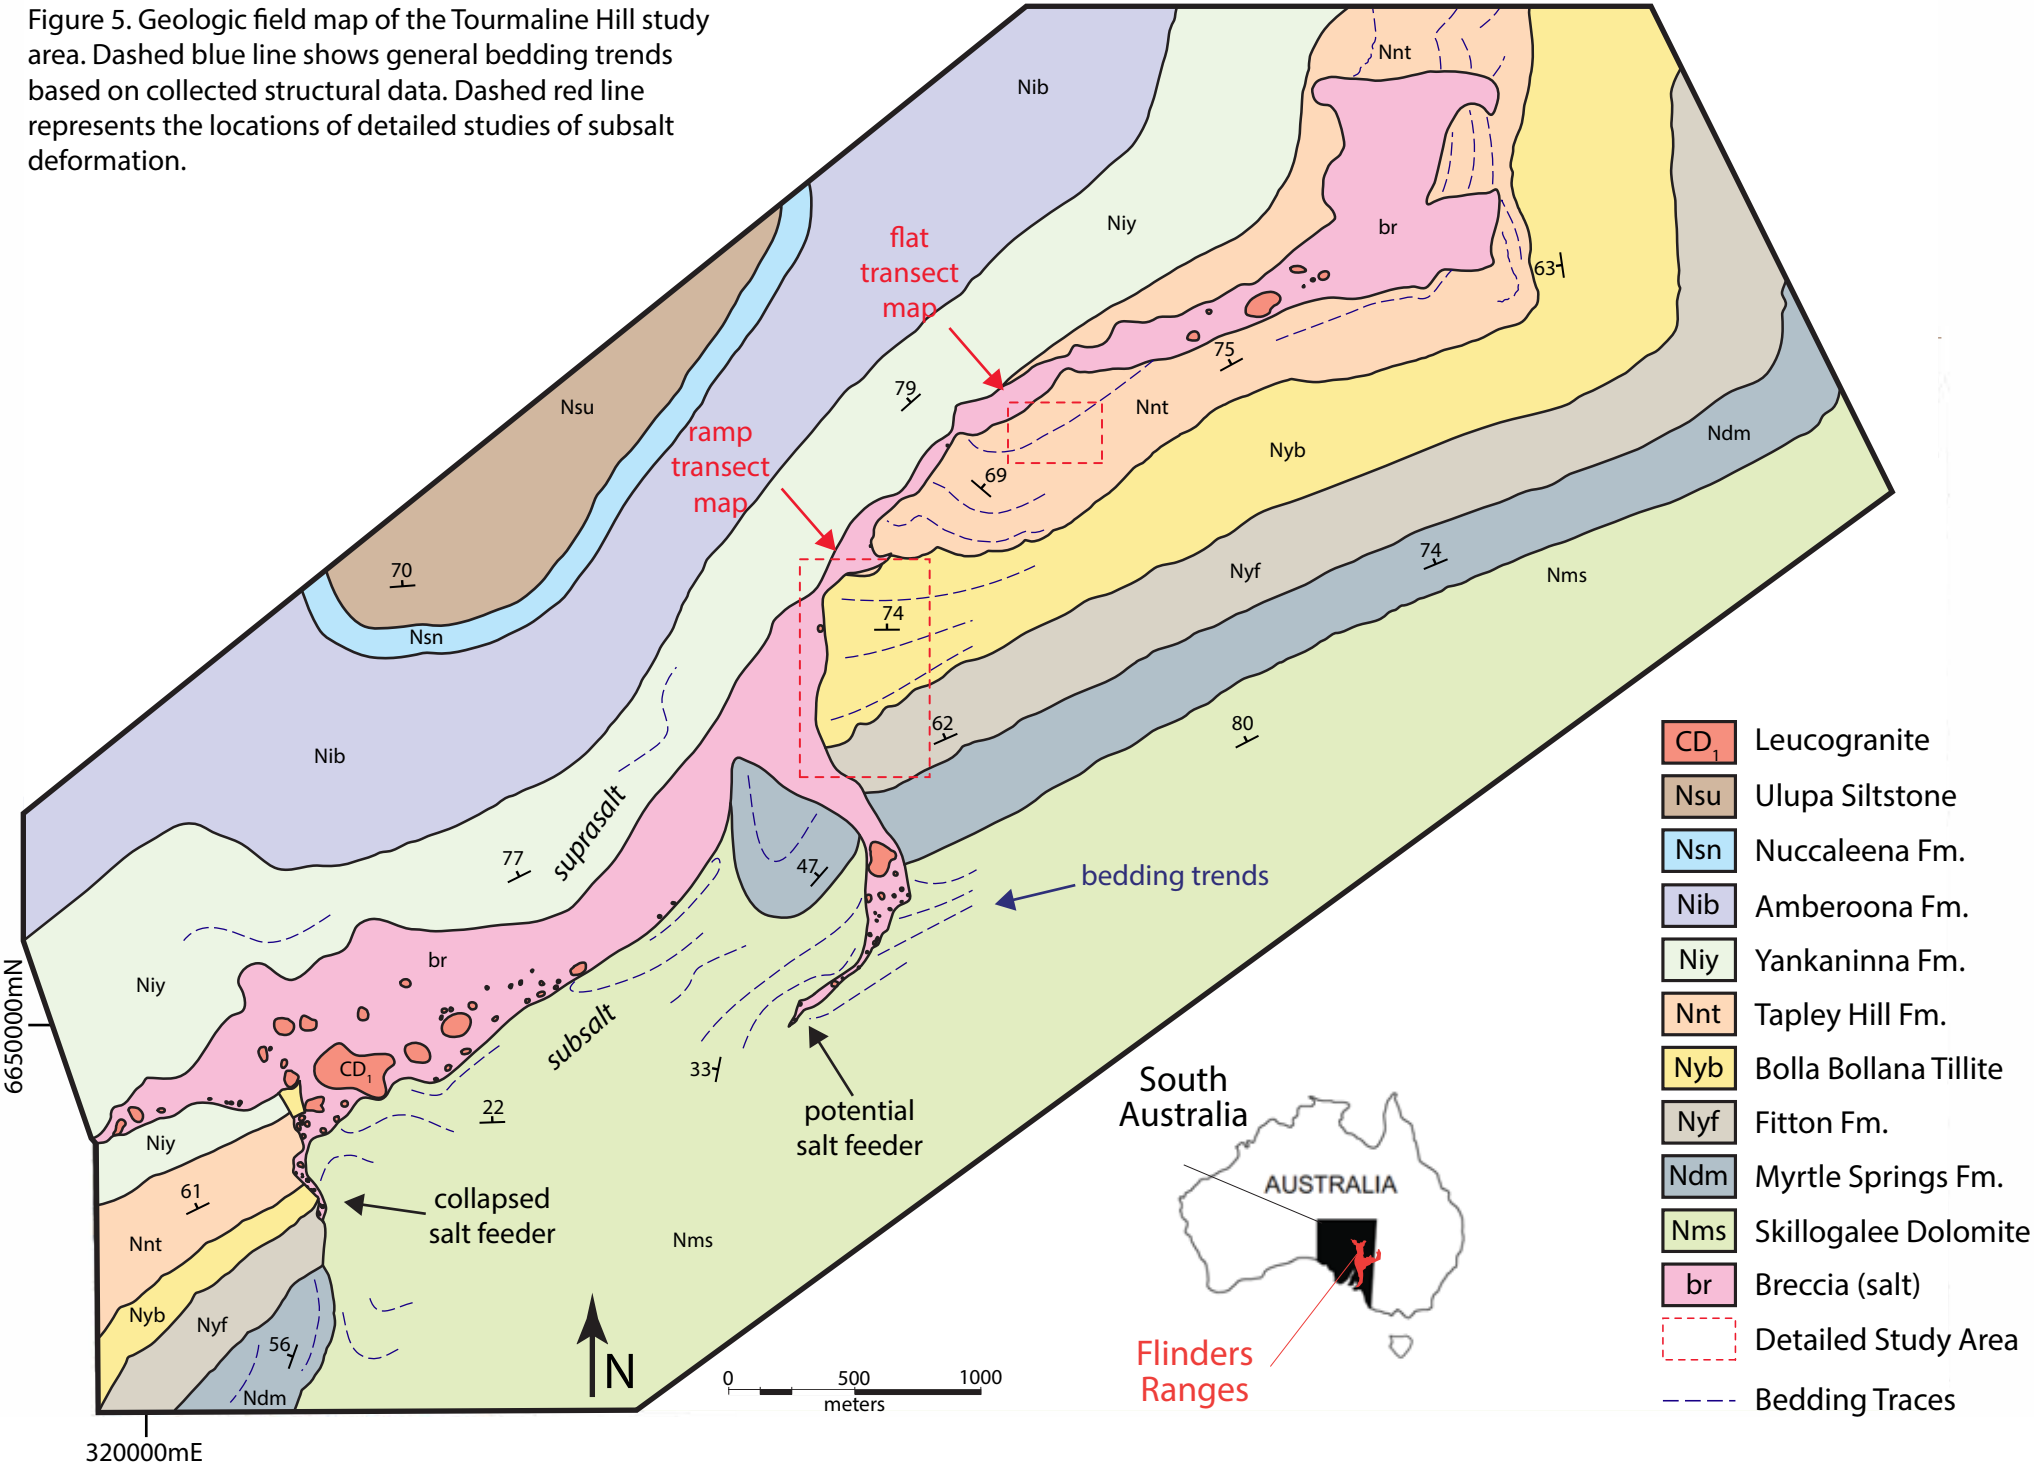 Figure 5. Geologic field map of the Tourmaline Hill study
area. Dashed blue line shows general bedding trends
based on collected structural data. Dashed red line
represents the locations of detailed studies of subsalt
deformation.
Nib
Nnt
Niy
br
flat
transect
map
63
75
79
Nsu
Nnt
ramp
transect
map
Nyb
Ndm
69
70
74
Nyf
Nms
74
Nsn
62
80
Nib
suprasalt
77
47
bedding trends
br
Niy
subsalt
6650000mN
CD1
33
22
potential
salt feeder
Niy
61
collapsed
salt feeder
Nnt
Nms
Nyb
Nyf
56
Ndm
N
0 500 1000
meters
320000mE
South
Australia
AUSTRALIA
Flinders
Ranges
CD1 Leucogranite
Nsu Ulupa Siltstone
Nsn Nuccaleena Fm.
Nib Amberoona Fm.
Niy Yankaninna Fm.
Nnt Tapley Hill Fm.
Nyb Bolla Bollana Tillite
Nyf Fitton Fm.
Ndm Myrtle Springs Fm.
Nms Skillogalee Dolomite
br Breccia (salt)
Detailed Study Area
Bedding Traces